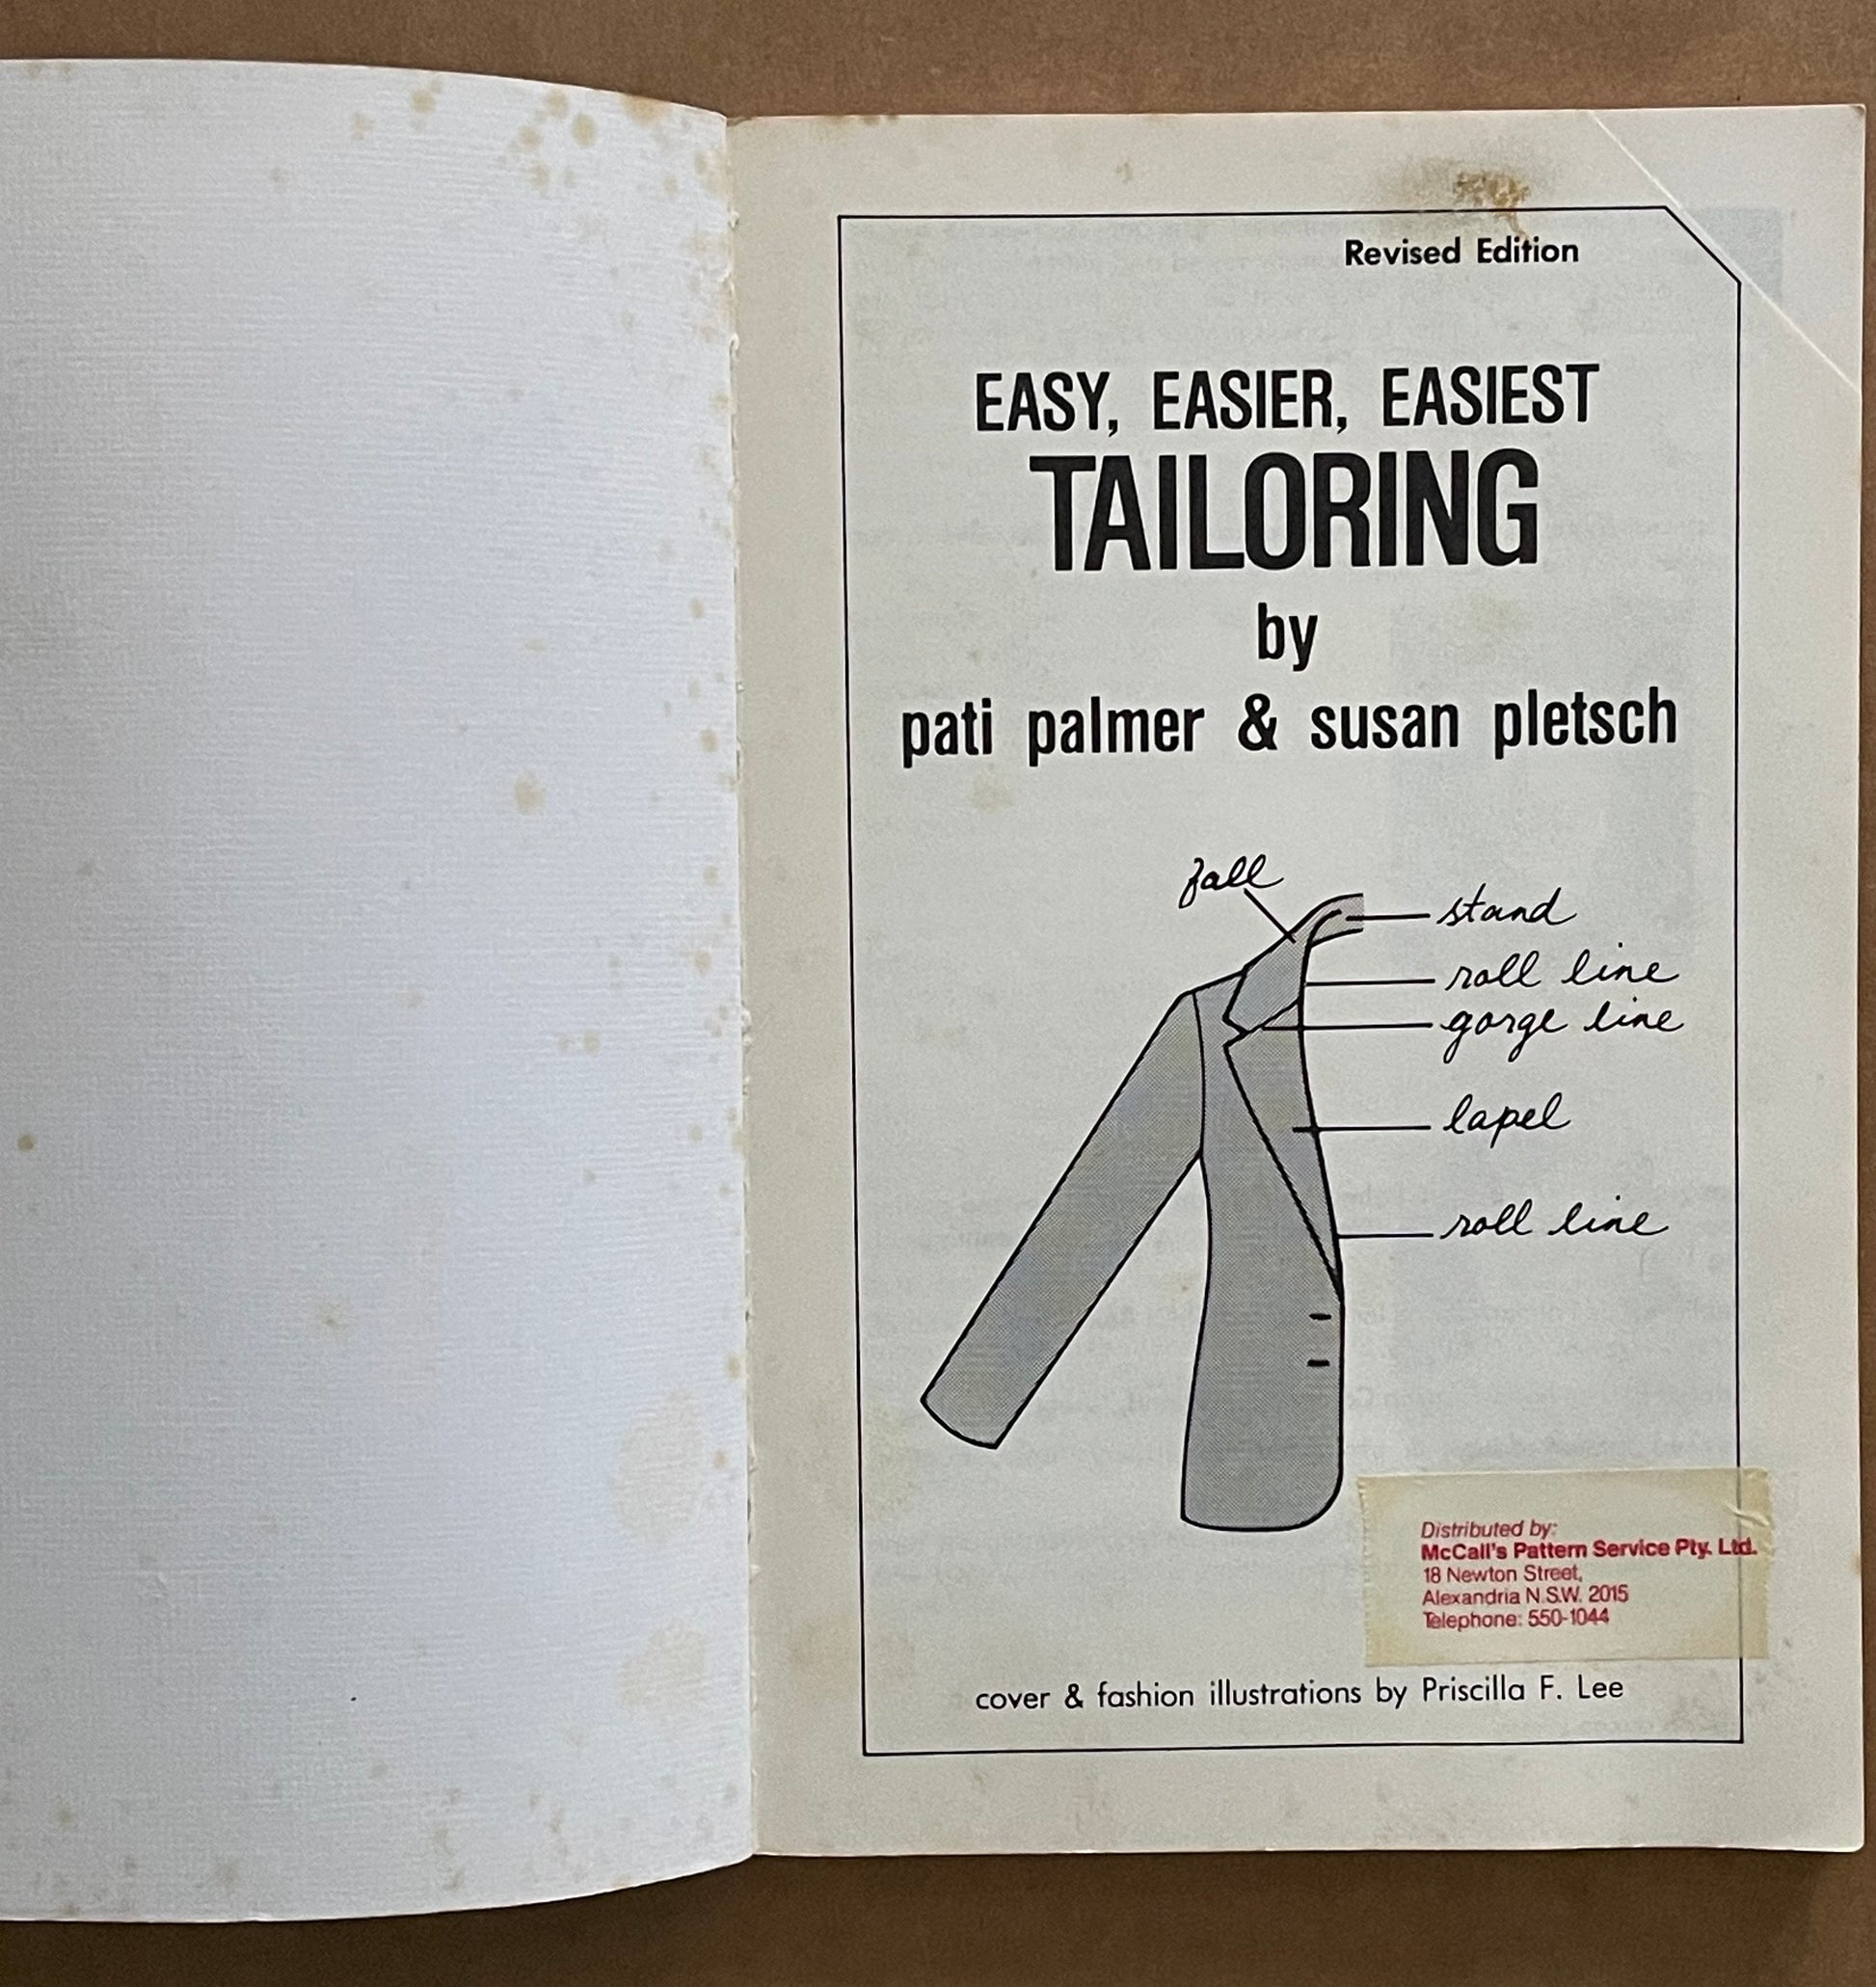 Revised Edition
EASY, EASIER, EASIEST
TAILORING
by
pati palmer & susan pletsch
fall
stand
roll line
gorge line
lapel
roll line
Distributed by:
McCall's Pattern Service Pty. Ltd.
18 Newton Street,
Alexandria N.S.W. 2015
Telephone: 550-1044
cover & fashion illustrations by Priscilla F. Lee